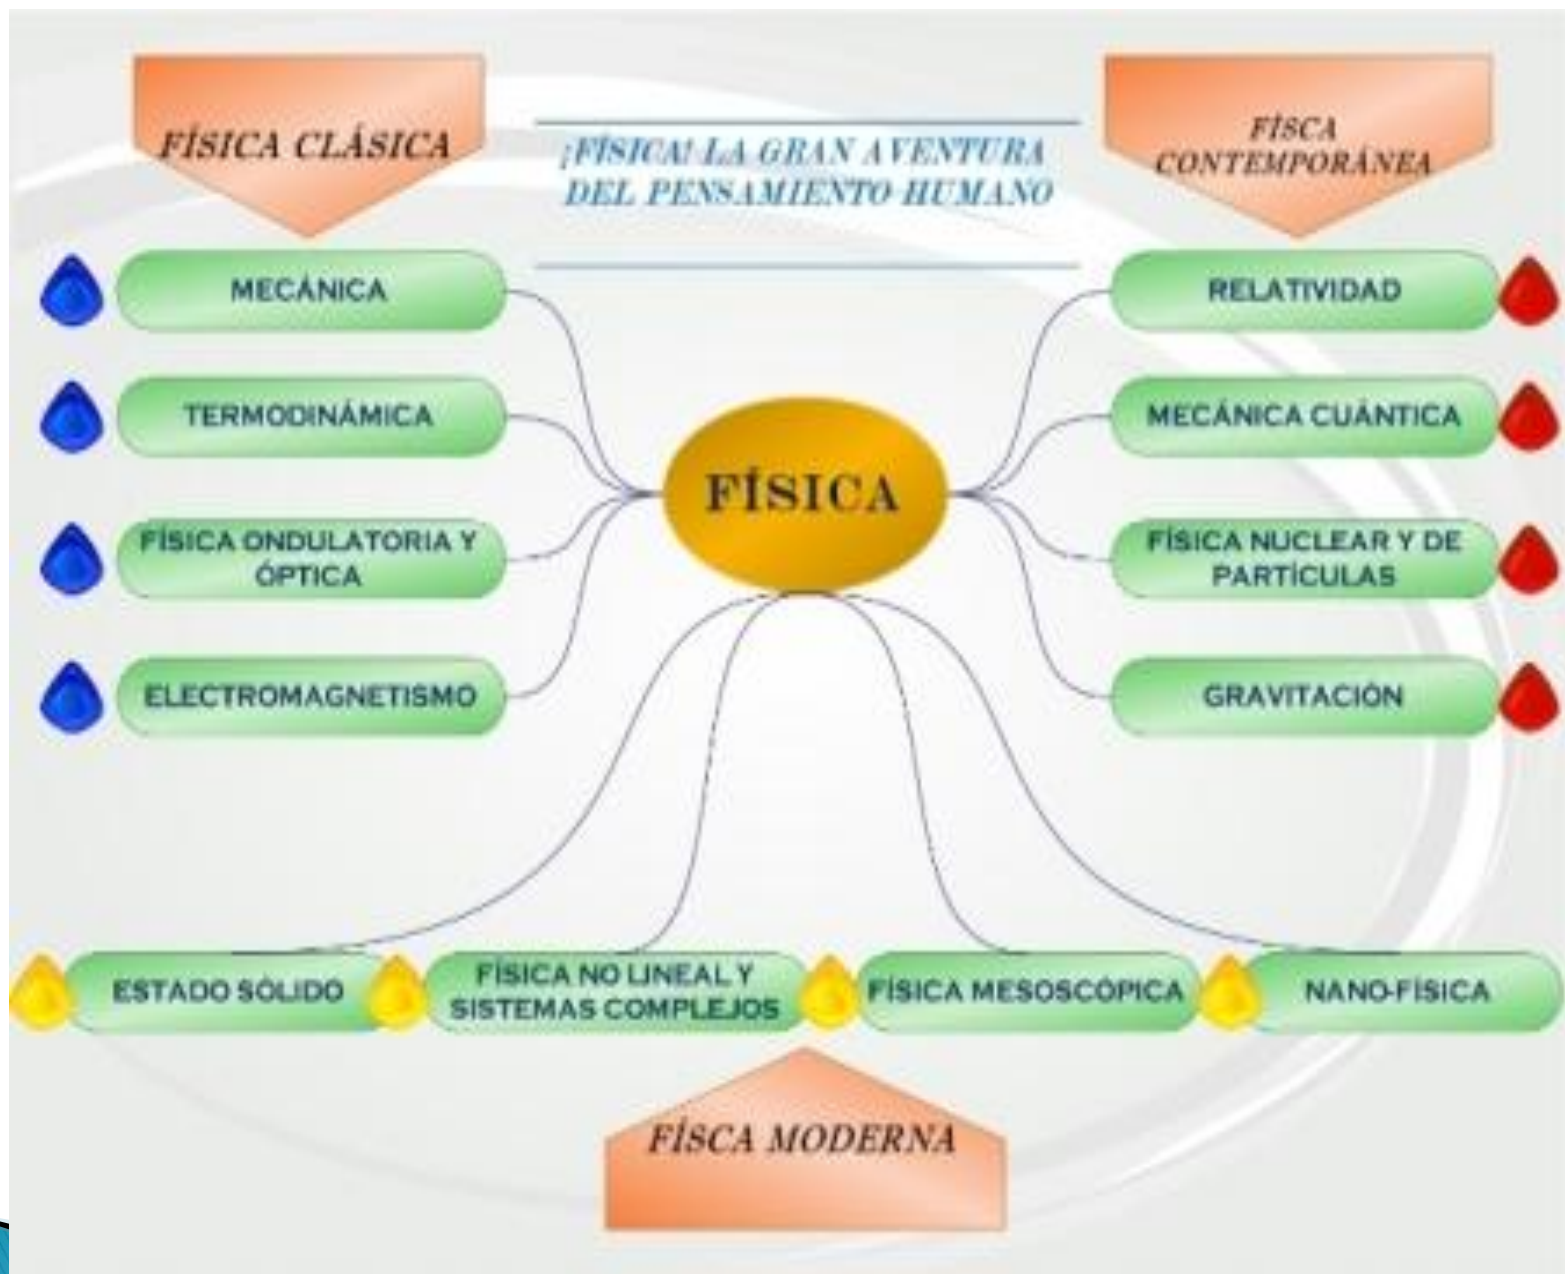 FÍSICA CLÁSICA
¡FÍSICA! LA GRAN AVENTURA
DEL PENSAMIENTO HUMANO
FÍSCA
CONTEMPORÁNEA
MECÁNICA
TERMODINÁMICA
FÍSICA ONDULATORIA Y
ÓPTICA
ELECTROMAGNETISMO
FÍSICA
RELATIVIDAD
MECÁNICA CUÁNTICA
FÍSICA NUCLEAR Y DE
PARTÍCULAS
GRAVITACIÓN
ESTADO SÓLIDO
FÍSICA NO LINEAL Y
SISTEMAS COMPLEJOS
FÍSICA MESOSCÓPICA
NANO-FÍSICA
FÍSCA MODERNA